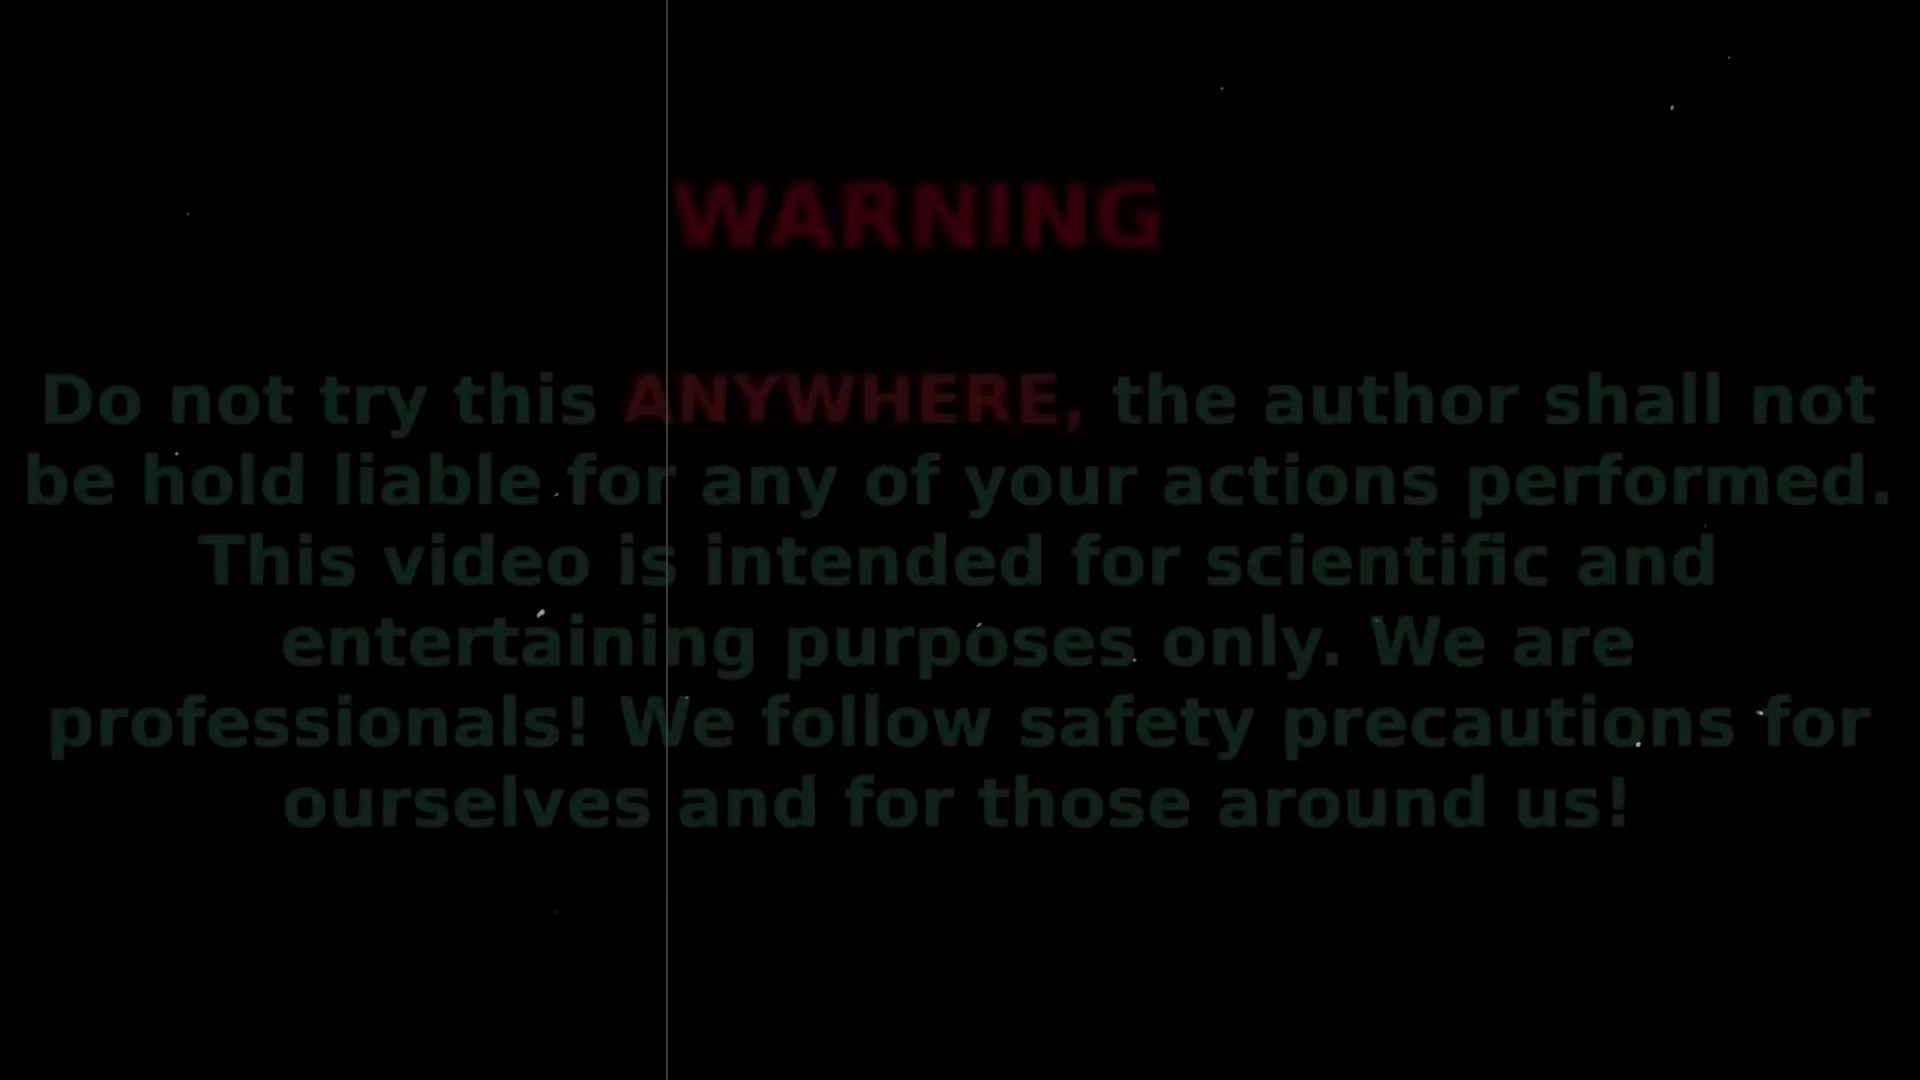 WARNING
Do not try this ANYWHERE, the author shall not
be hold liable for any of your actions performed.
This video is intended for scientific and
entertaining purposes only. We are
professionals! We follow safety precautions for
ourselves and for those around us!